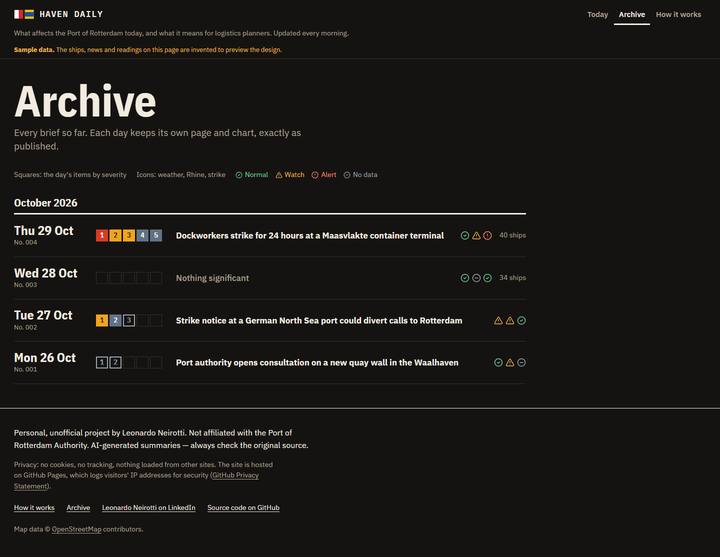 HAVEN DAILY
Today Archive How it works
What affects the Port of Rotterdam today, and what it means for logistics planners. Updated every morning.
Sample data. The ships, news and readings on this page are invented to preview the design.
Archive
Every brief so far. Each day keeps its own page and chart, exactly as
published.
Squares: the day's items by severity Icons: weather, Rhine, strike Normal Watch Alert No data
October 2026
Thu 29 Oct
No. 004
1 2 3 4 5
Dockworkers strike for 24 hours at a Maasvlakte container terminal
40 ships
Wed 28 Oct
No. 003
Nothing significant
34 ships
Tue 27 Oct
No. 002
1 2 3
Strike notice at a German North Sea port could divert calls to Rotterdam
Mon 26 Oct
No. 001
1 2
Port authority opens consultation on a new quay wall in the Waalhaven
Personal, unofficial project by Leonardo Neirotti. Not affiliated with the Port of
Rotterdam Authority. AI-generated summaries — always check the original source.
Privacy: no cookies, no tracking, nothing loaded from other sites. The site is hosted
on GitHub Pages, which logs visitors' IP addresses for security (GitHub Privacy
Statement).
How it works Archive Leonardo Neirotti on LinkedIn Source code on GitHub
Map data © OpenStreetMap contributors.